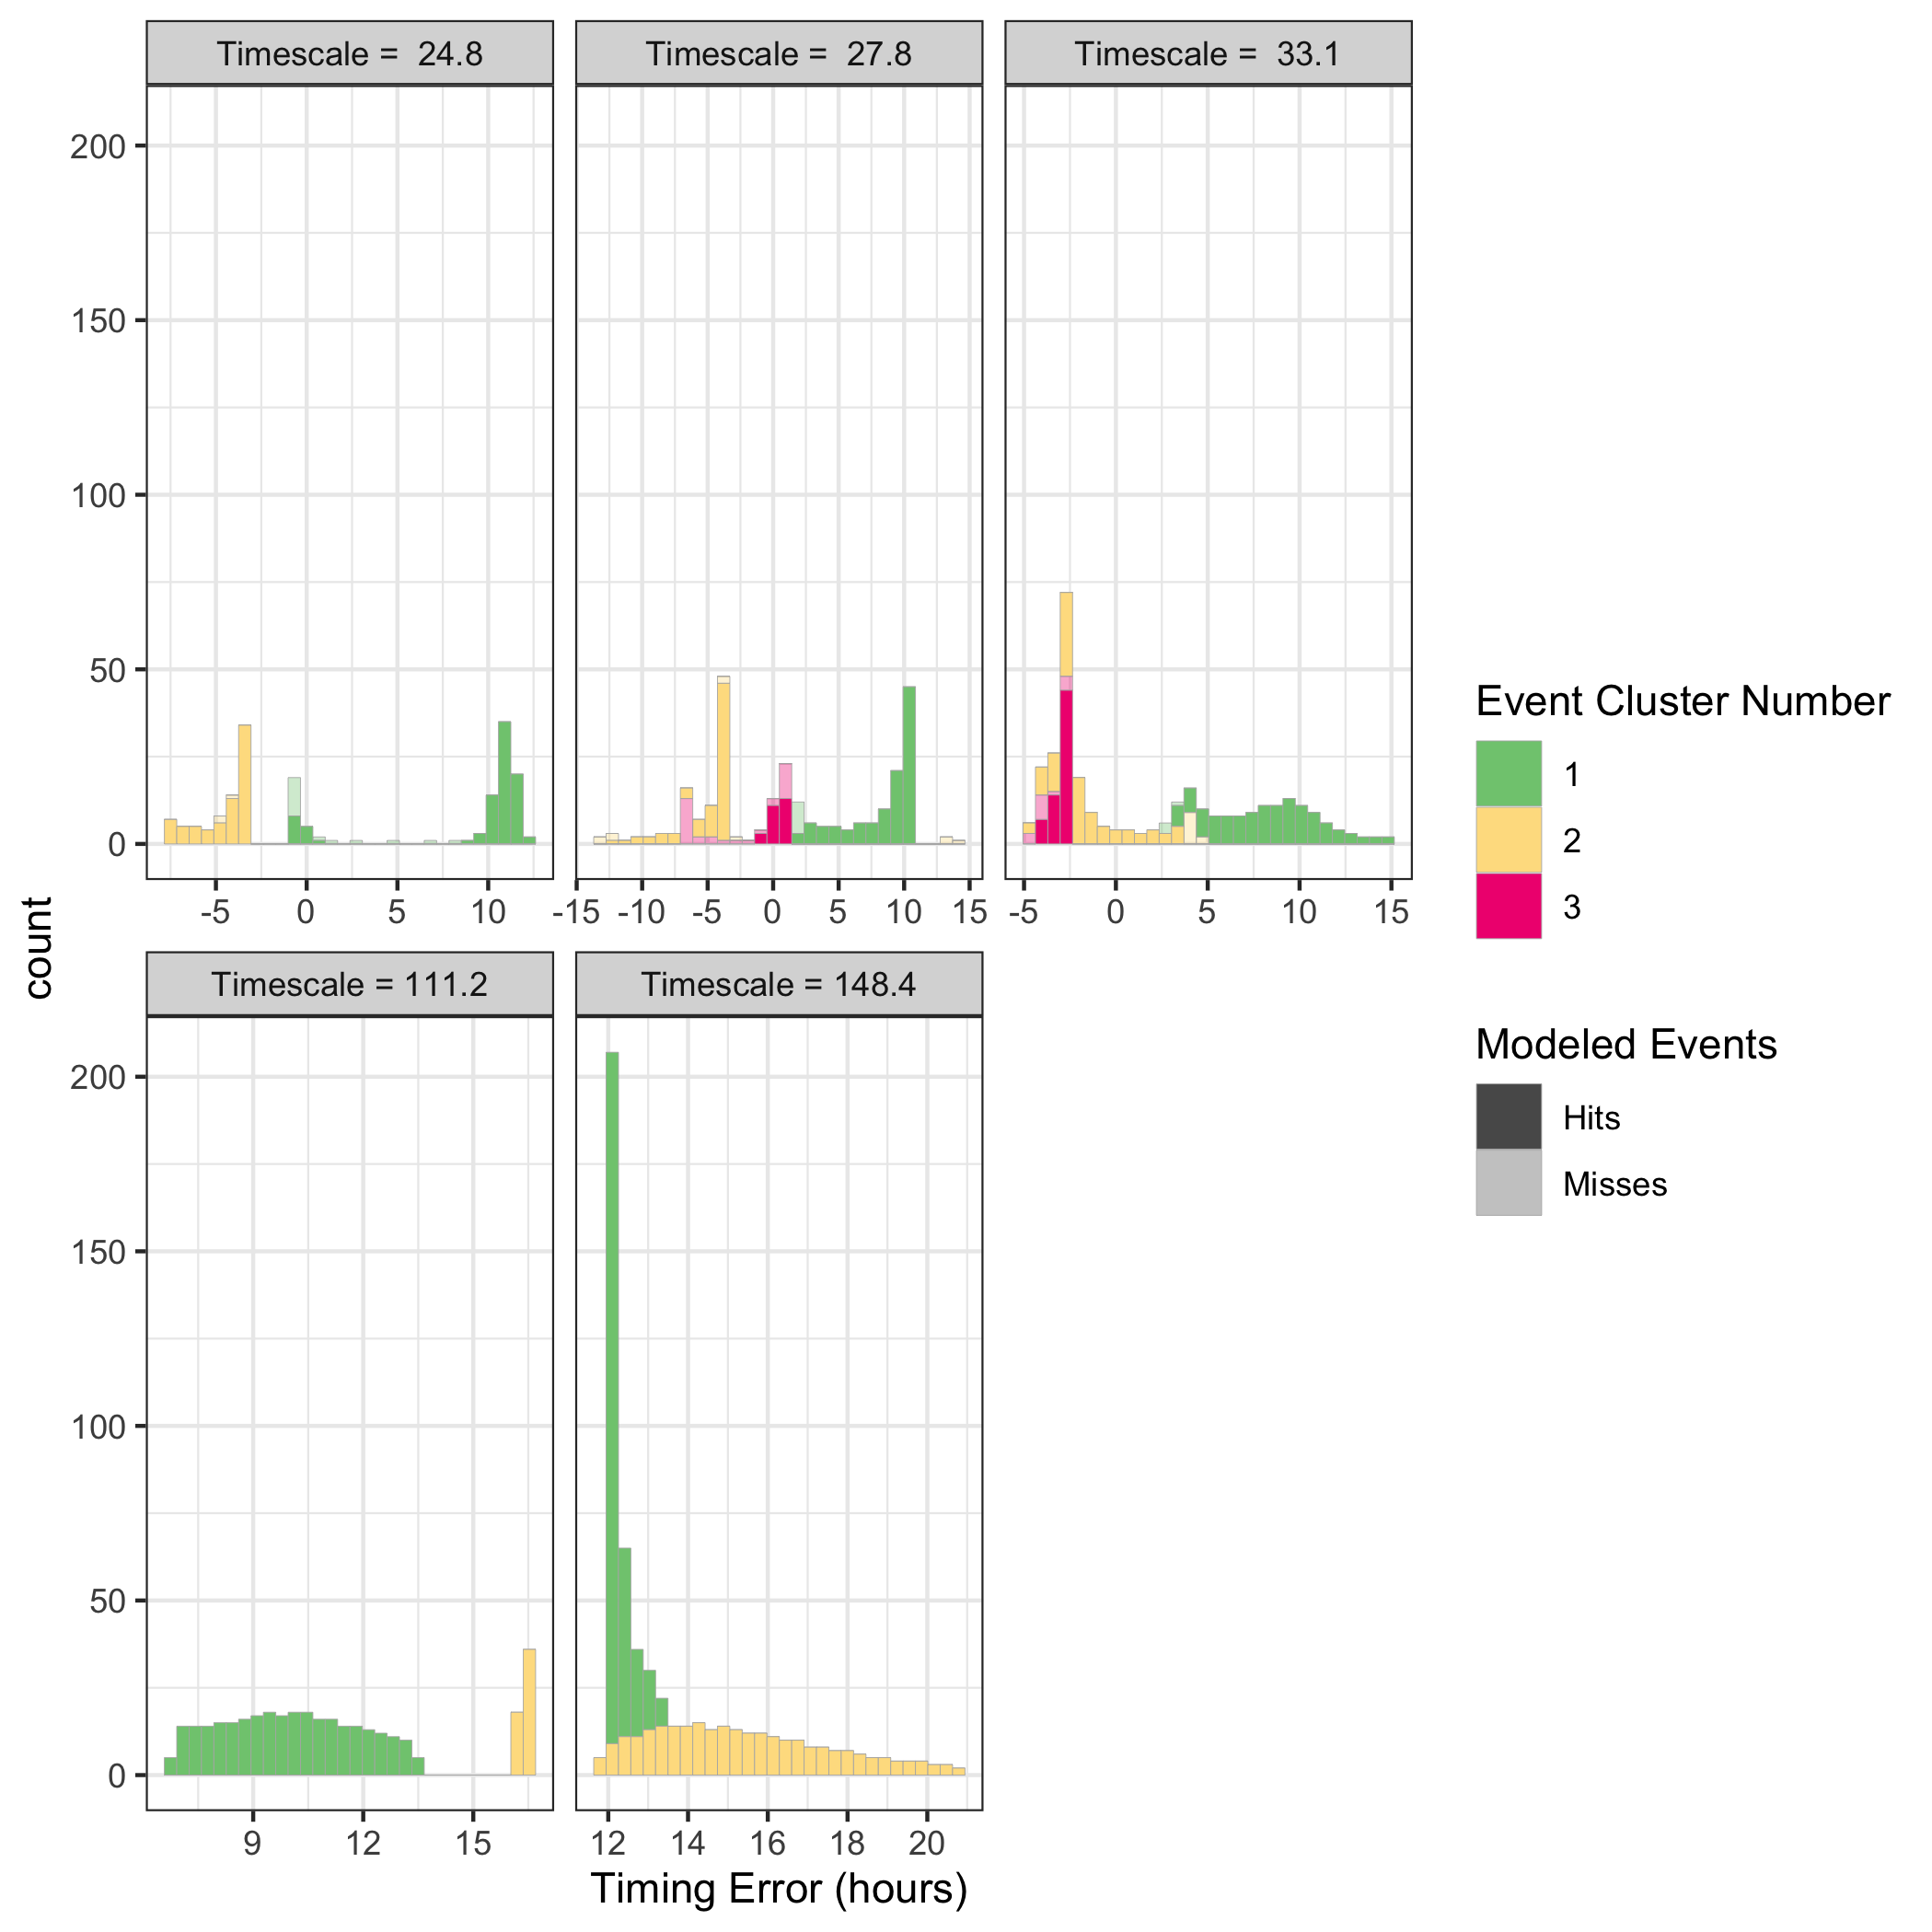 Timescale =  24.8
Timescale =  27.8
Timescale =  33.1
200
150
100
50
0
-5 0 5 10
-15 -10 -5 0 5 10 15
-5 0 5 10 15
count
Timescale = 111.2
Timescale = 148.4
200
150
100
50
0
9 12 15
12 14 16 18 20
Timing Error (hours)
Event Cluster Number
1
2
3
Modeled Events
Hits
Misses